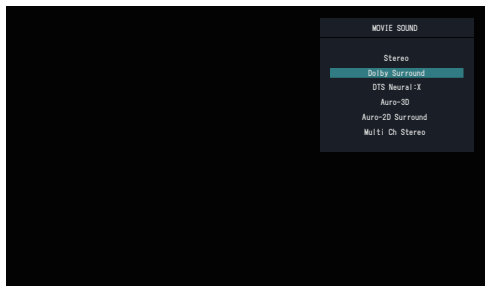 MOVIE SOUND
Stereo
Dolby Surround
DTS Neural:X
Auro-3D
Auro-2D Surround
Multi Ch Stereo